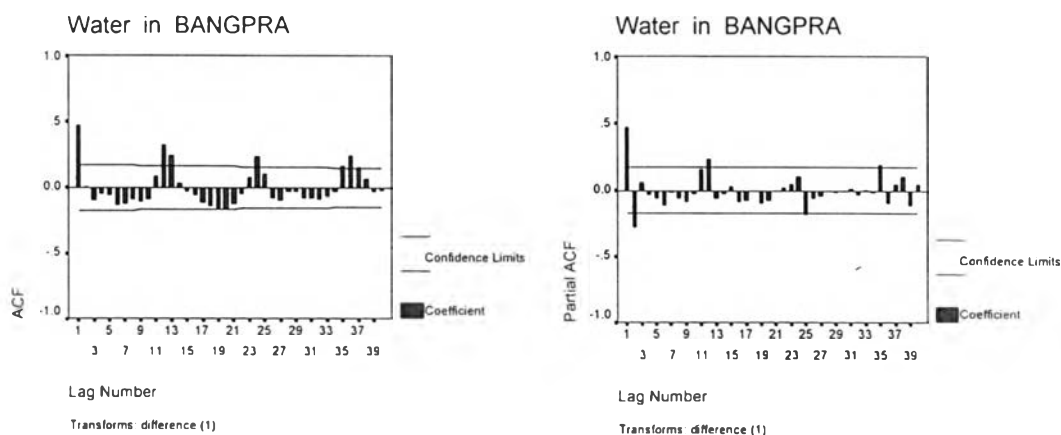 Water in BANGPRA
1.0
.5
0.0
-.5
-1.0
ACF
1 5 9 13 17 21 25 29 33 37
3 7 11 15 19 23 27 31 35 39
Lag Number
Transforms: difference (1)
Confidence Limits
Coefficient
Water in BANGPRA
1.0
.5
0.0
-.5
-1.0
Partial ACF
1 5 9 13 17 21 25 29 33 37
3 7 11 15 19 23 27 31 35 39
Lag Number
Transforms: difference (1)
Confidence Limits
Coefficient